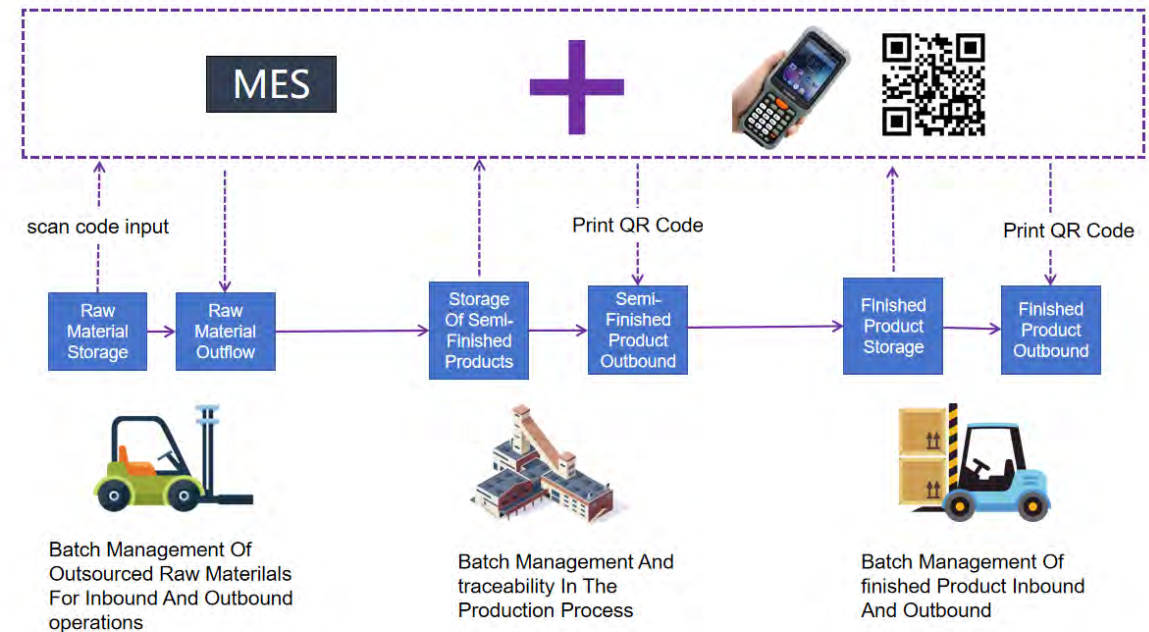 MES
scan code input
Print QR Code
Print QR Code
Raw
Material
Storage
Raw
Material
Outflow
Storage
Of Semi-
Finished
Products
Semi-
Finished
Product
Outbound
Finished
Product
Storage
Finished
Product
Outbound
Batch Management Of
Outsourced Raw Materilals
For Inbound And Outbound
operations
Batch Management And
traceability In The
Production Process
Batch Management Of
finished Product Inbound
And Outbound